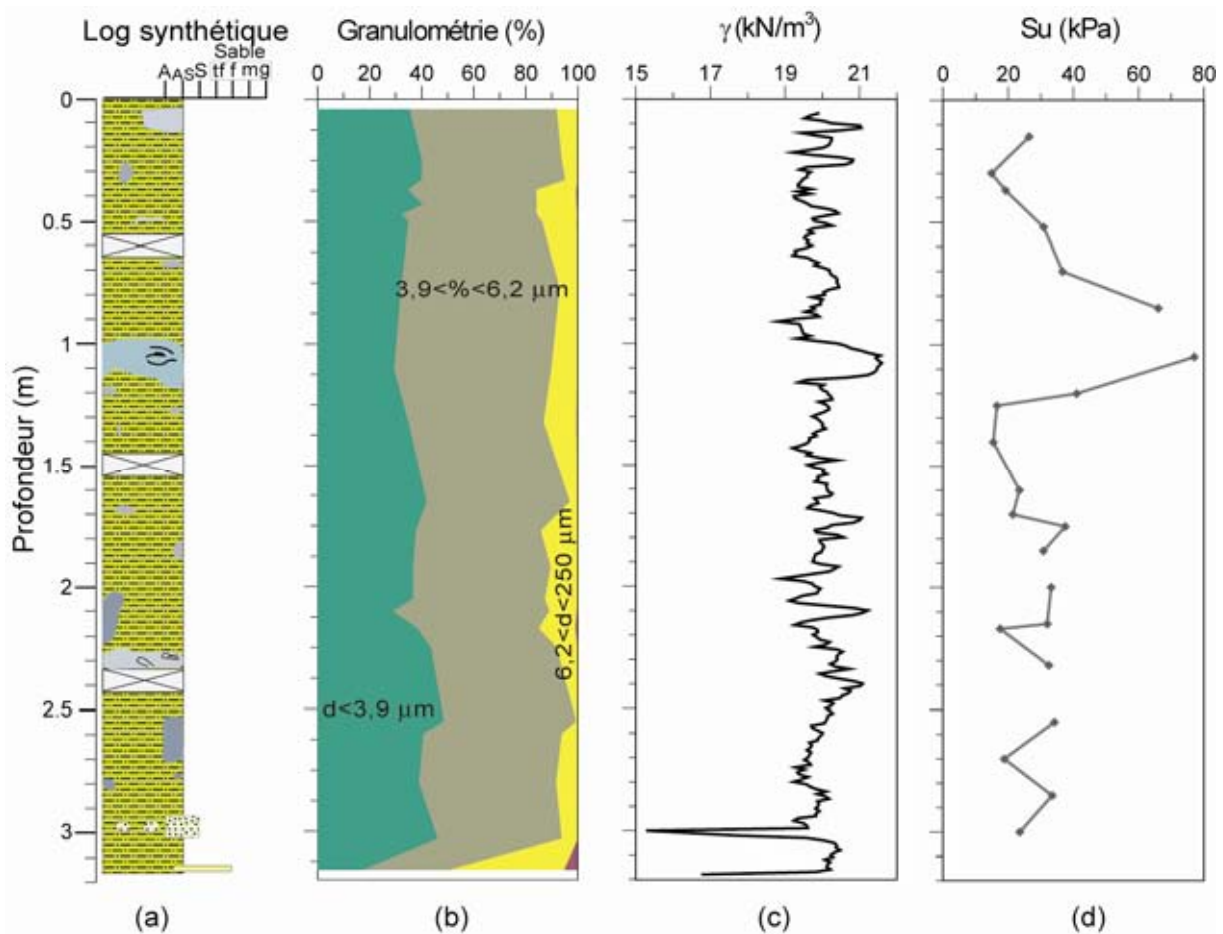 Log synthétique
Sable
A AS S tf f m g
Granulométrie (%)
0 20 40 60 80 100
γ (kN/m³)
15 17 19 21
Su (kPa)
0 20 40 60 80
Profondeur (m)
0
0.5
1
1.5
2
2.5
3
3,9<%<6,2 µm
6,2<d<250 µm
d<3,9 µm
(a)
(b)
(c)
(d)